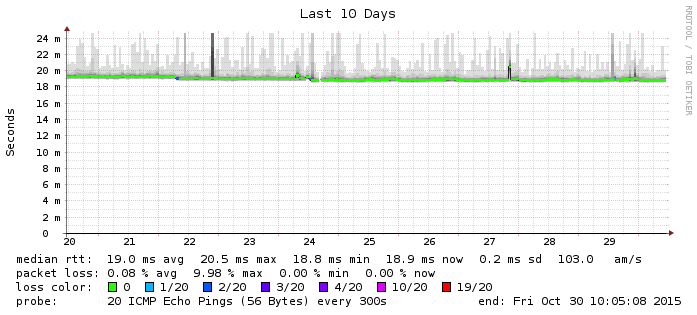 Last 10 Days
RRDTOOL / TOBI OETIKER
Seconds
24 m
22 m
20 m
18 m
16 m
14 m
12 m
10 m
8 m
6 m
4 m
2 m
0
20 21 22 23 24 25 26 27 28 29
median rtt: 19.0 ms avg 20.5 ms max 18.8 ms min 18.9 ms now 0.2 ms sd 103.0 am/s
packet loss: 0.08 % avg 9.98 % max 0.00 % min 0.00 % now
loss color: 0 1/20 2/20 3/20 4/20 10/20 19/20
probe: 20 ICMP Echo Pings (56 Bytes) every 300s end: Fri Oct 30 10:05:08 2015